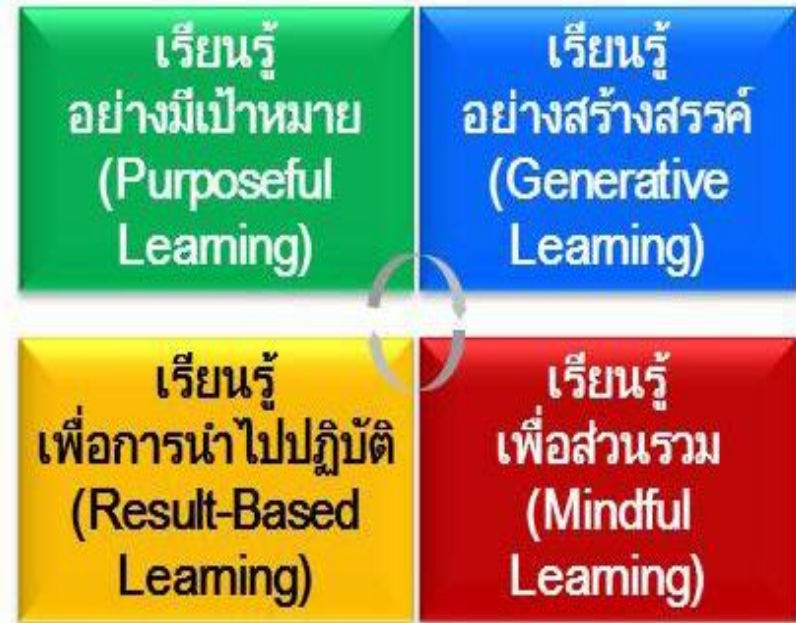 เรียนรู้
อย่างมีเป้าหมาย
(Purposeful
Learning)
เรียนรู้
อย่างสร้างสรรค์
(Generative
Learning)
เรียนรู้
เพื่อการนำไปปฏิบัติ
(Result-Based
Learning)
เรียนรู้
เพื่อส่วนรวม
(Mindful
Learning)